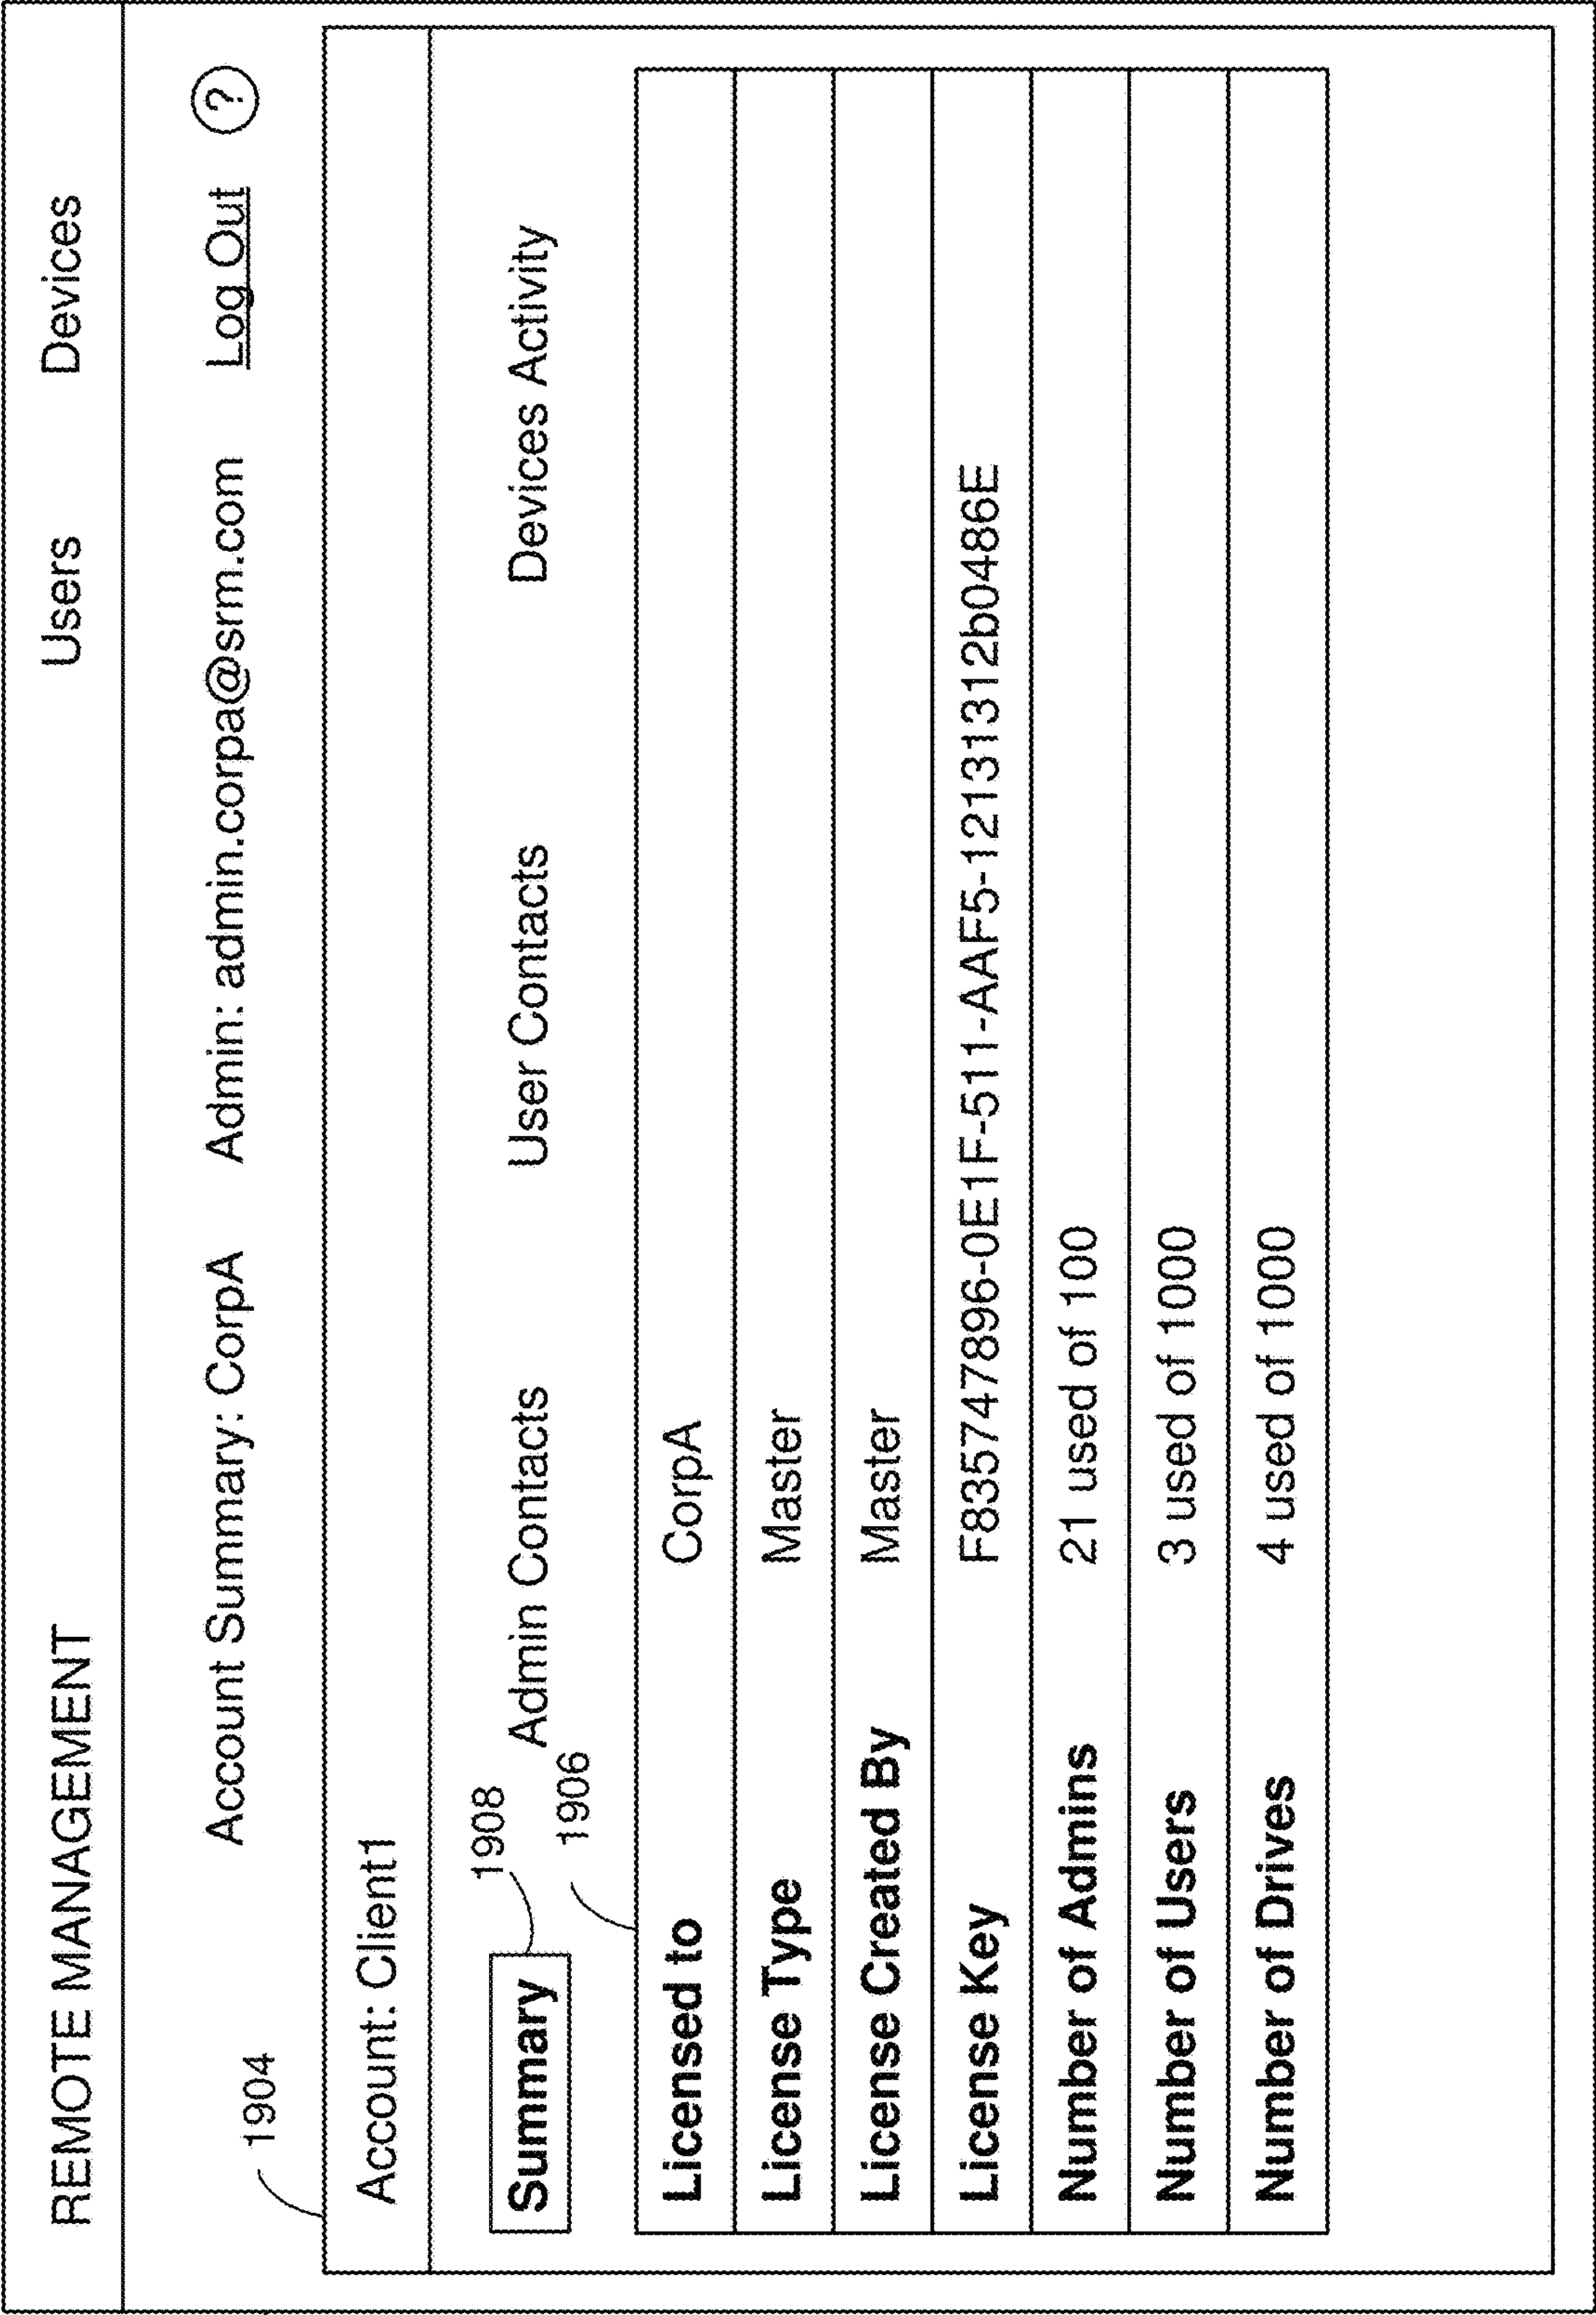 REMOTE MANAGEMENT Users Devices
Account Summary: CorpA Admin: admin.corpa@srm.com Log Out ?
1904
Account: Client1
1908
Summary Admin Contacts User Contacts Devices Activity
1906
Licensed to CorpA
License Type Master
License Created By Master
License Key F835747896-0E1F-511-AAF5-12131312b0486E
Number of Admins 21 used of 100
Number of Users 3 used of 1000
Number of Drives 4 used of 1000